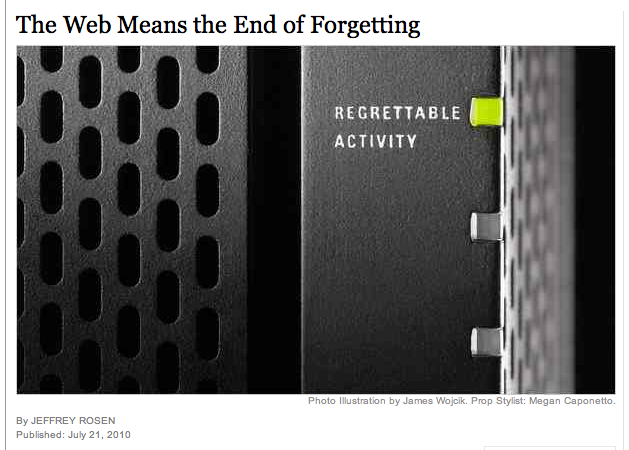 The Web Means the End of Forgetting
REGRETTABLE
ACTIVITY
Photo Illustration by James Wojcik. Prop Stylist: Megan Caponetto.
By JEFFREY ROSEN
Published: July 21, 2010